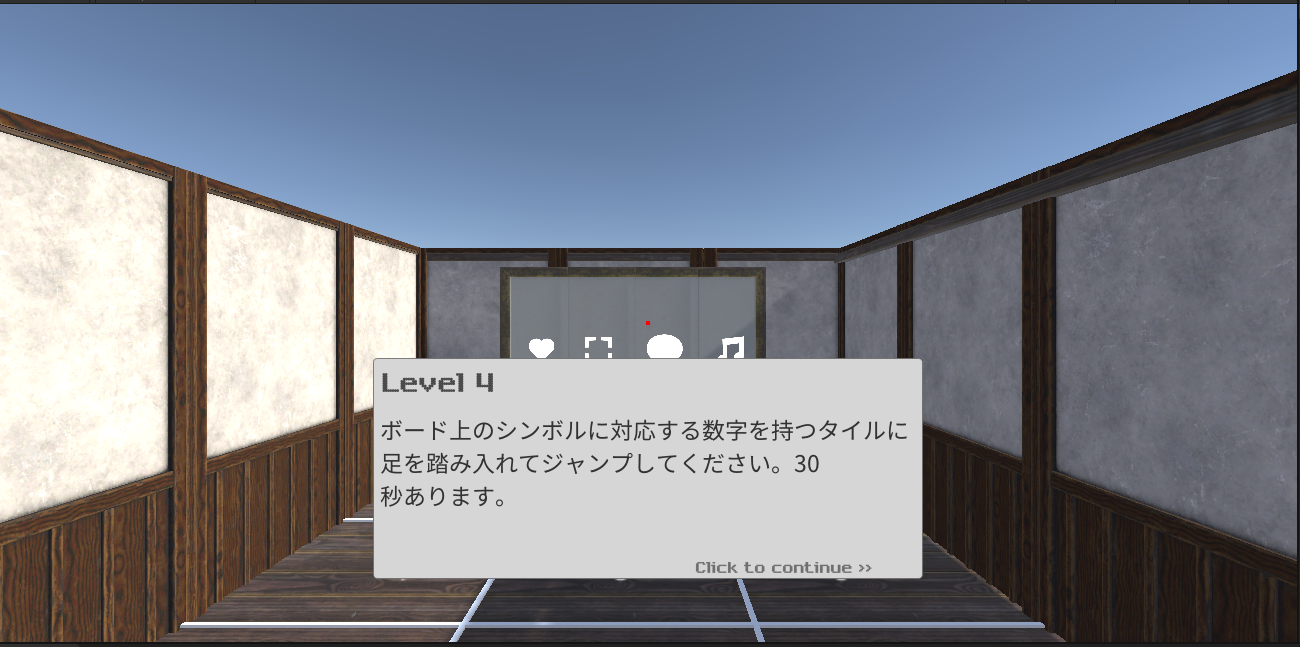 Level 4
ボード上のシンボルに対応する数字を持つタイルに
足を踏み入れてジャンプしてください。30
秒あります。
Click to continue >>